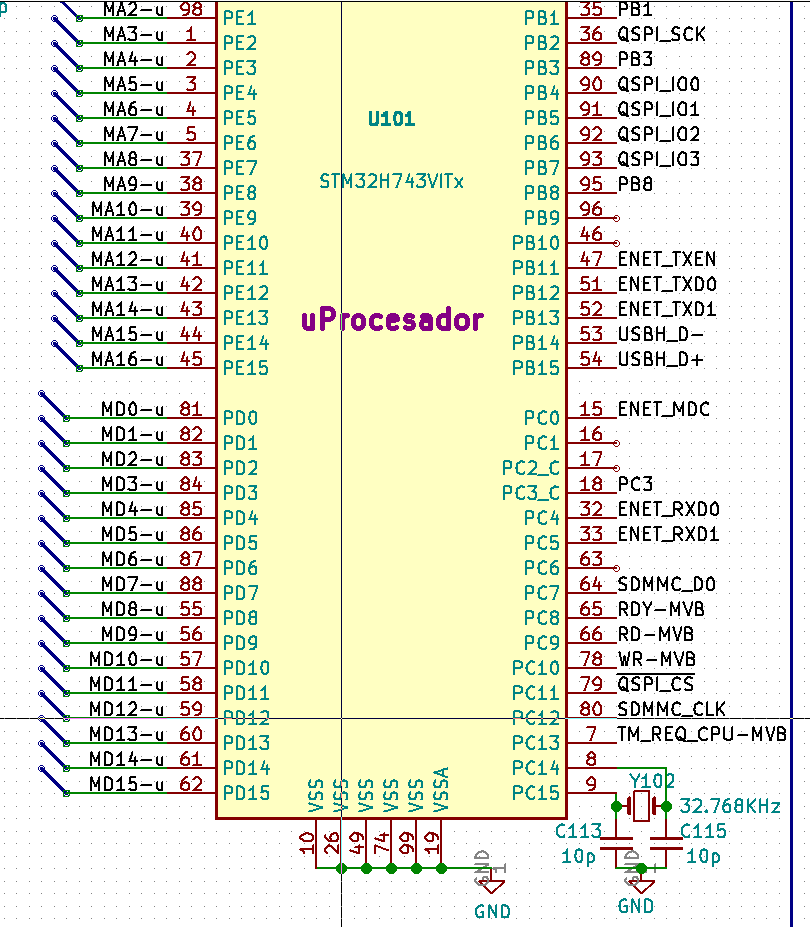 p
MA2-u 98 PE1 PB1 35 PB1
MA3-u 1 PE2 PB2 36 QSPI_SCK
MA4-u 2 PE3 PB3 89 PB3
MA5-u 3 PE4 PB4 90 QSPI_IO0
MA6-u 4 PE5 PB5 91 QSPI_IO1
U101
MA7-u 5 PE6 PB6 92 QSPI_IO2
MA8-u 37 PE7 PB7 93 QSPI_IO3
STM32H743VITx
MA9-u 38 PE8 PB8 95 PB8
MA10-u 39 PE9 PB9 96
MA11-u 40 PE10 PB10 46
MA12-u 41 PE11 PB11 47 ENET_TXEN
MA13-u 42 PE12 PB12 51 ENET_TXD0
MA14-u 43 PE13 PB13 52 ENET_TXD1
uProcesador
MA15-u 44 PE14 PB14 53 USBH_D-
MA16-u 45 PE15 PB15 54 USBH_D+
MD0-u 81 PD0 PC0 15 ENET_MDC
MD1-u 82 PD1 PC1 16
MD2-u 83 PD2 PC2_C 17
MD3-u 84 PD3 PC3_C 18 PC3
MD4-u 85 PD4 PC4 32 ENET_RXD0
MD5-u 86 PD5 PC5 33 ENET_RXD1
MD6-u 87 PD6 PC6 63
MD7-u 88 PD7 PC7 64 SDMMC_D0
MD8-u 55 PD8 PC8 65 RDY-MVB
MD9-u 56 PD9 PC9 66 RD-MVB
MD10-u 57 PD10 PC10 78 WR-MVB
MD11-u 58 PD11 PC11 79 QSPI_CS
MD12-u 59 PD12 PC12 80 SDMMC_CLK
MD13-u 60 PD13 PC13 7 TM_REQ_CPU-MVB
MD14-u 61 PD14 PC14 8
MD15-u 62 PD15 PC15 9
VSS VSS VSS VSS VSS VSSA
10 26 49 74 99 19
Y102
32.768KHz
C113 C115
10p 10p
GND 1
GND 1
GND
GND